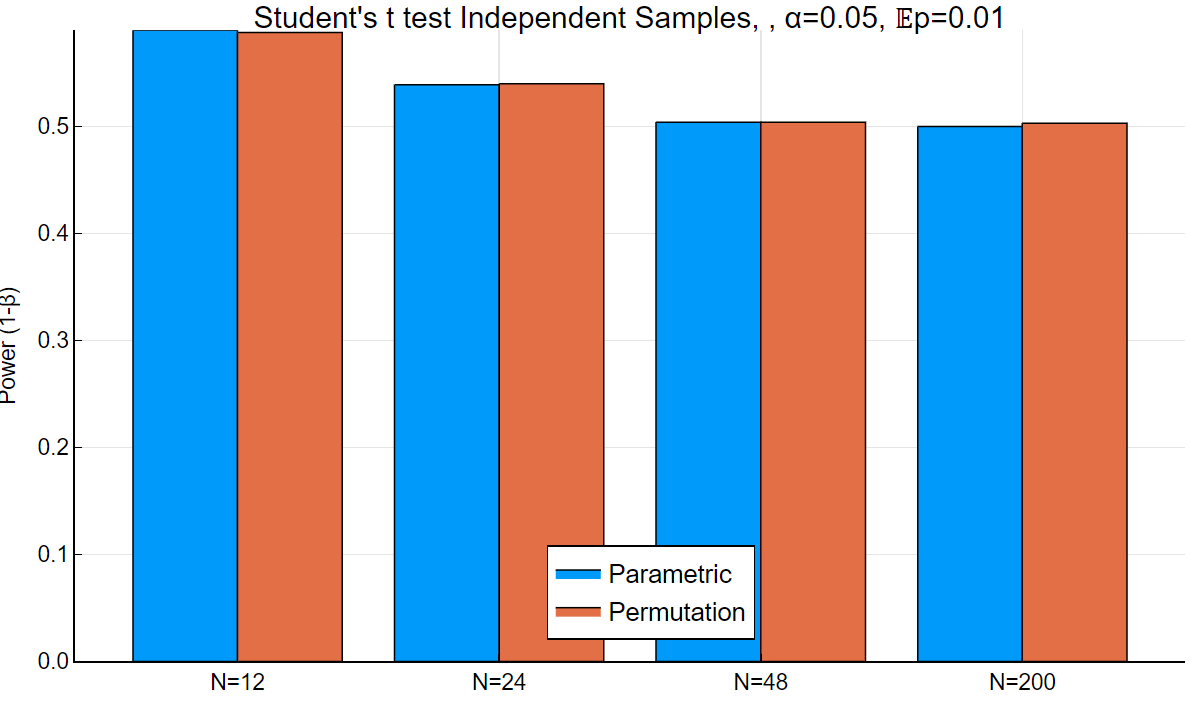 Student's t test Independent Samples, , α=0.05, 𝔼p=0.01
Power (1-β)
0.5
0.4
0.3
0.2
0.1
0.0
Parametric
Permutation
N=12
N=24
N=48
N=200